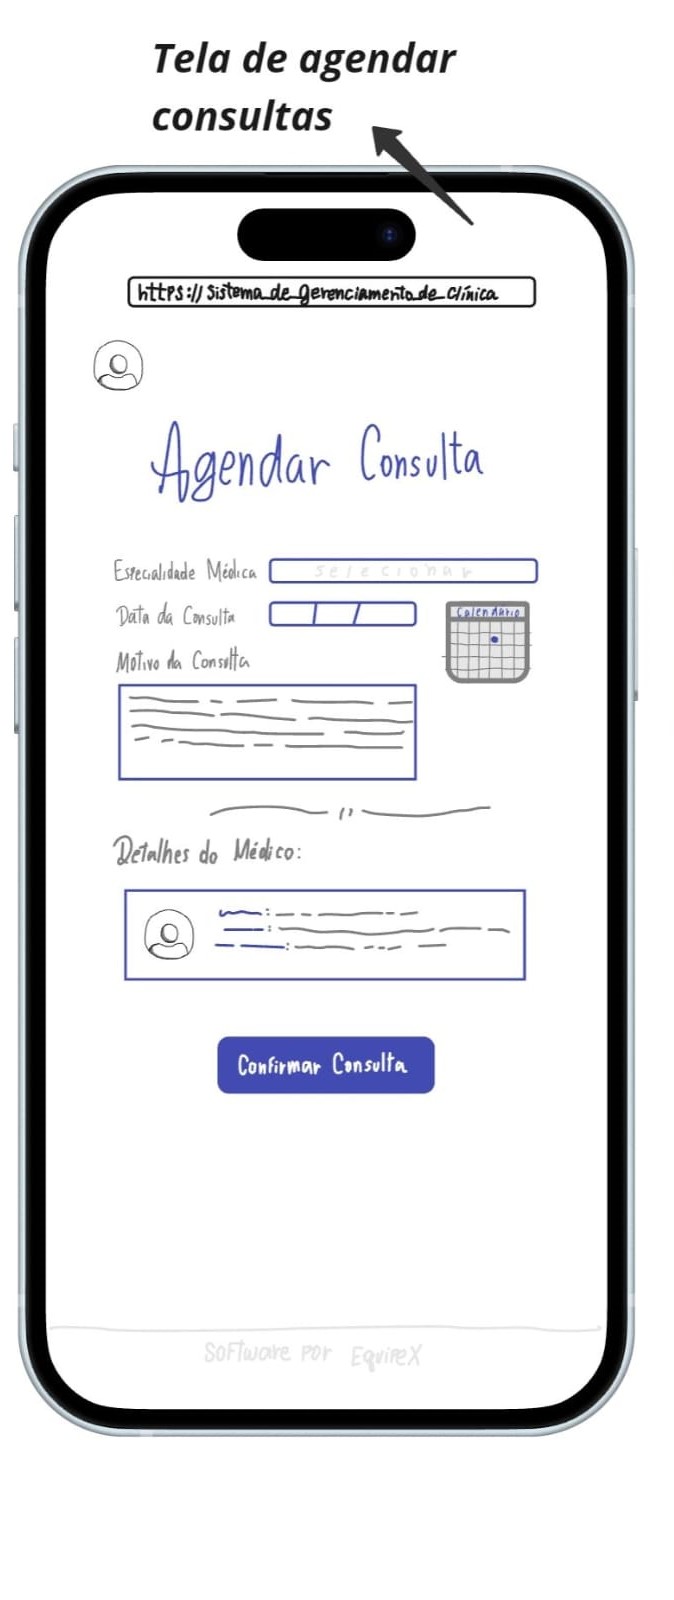 Tela de agendar
consultas
https://Sistema_de_gerenciamento_de_clínica
Agendar Consulta
Especialidade Médica
selecionar
Data da Consulta
/ /
Calendário
Motivo da Consulta
Detalhes do Médico:
Confirmar Consulta
Software por EquipeX